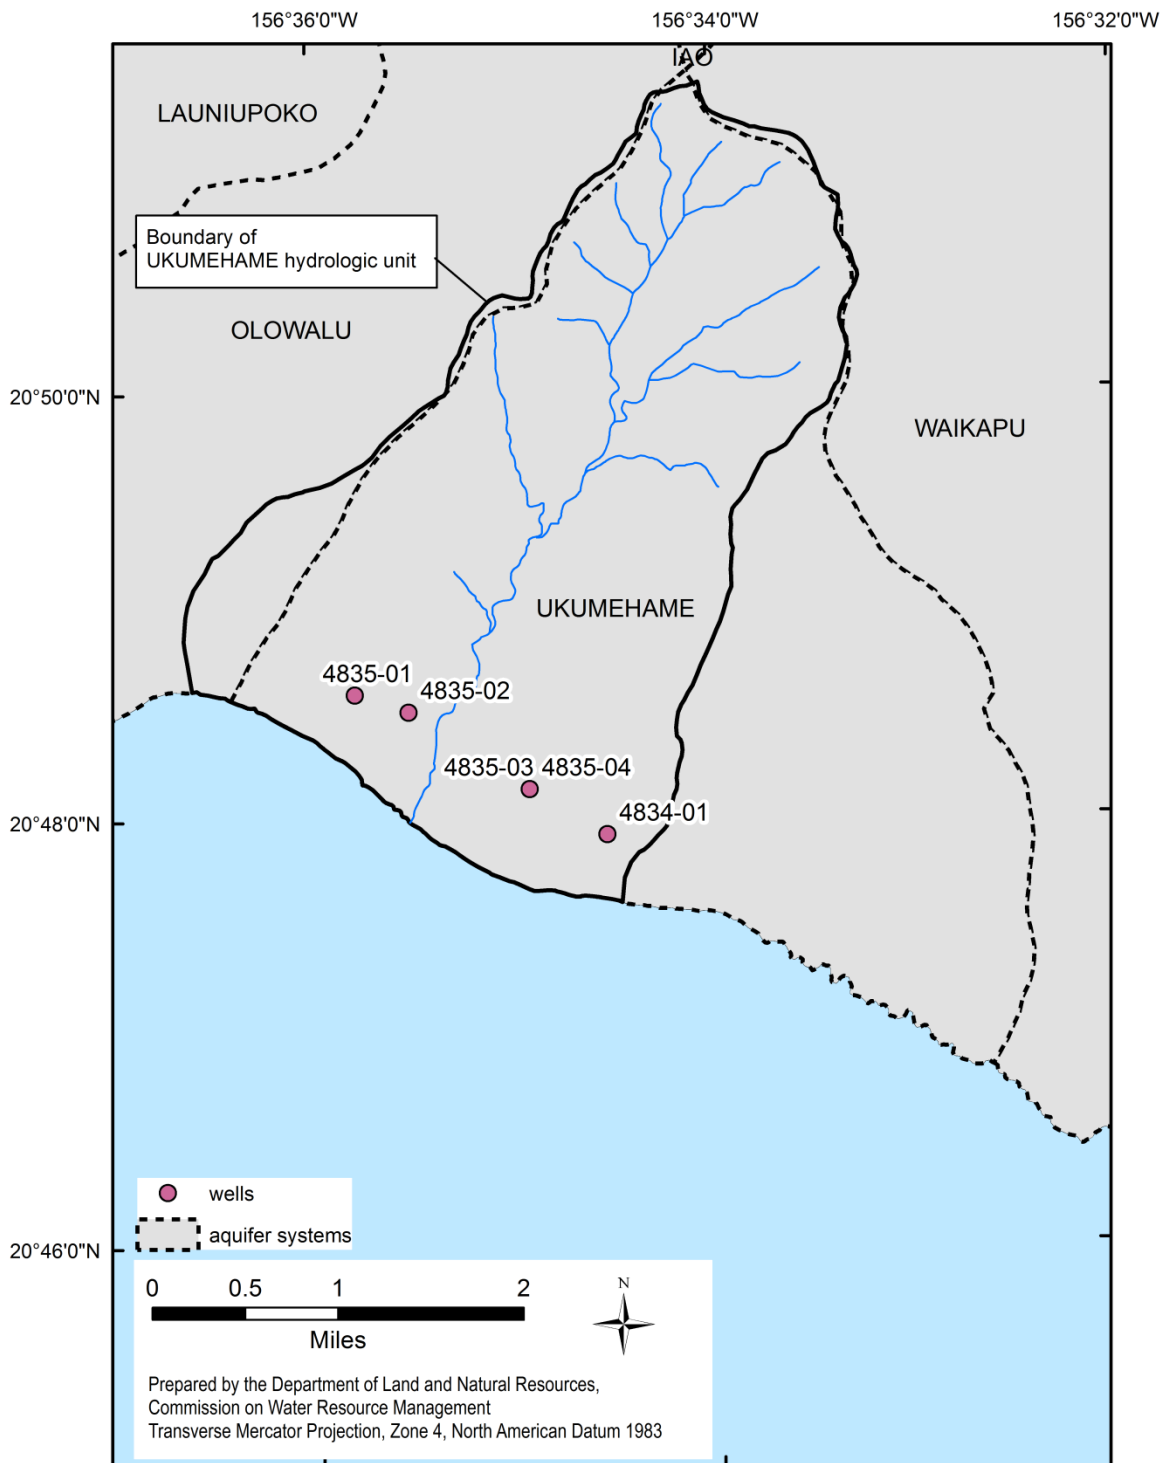 156°36'0"W
156°34'0"W
156°32'0"W
IAO
LAUNIUPOKO
Boundary of
UKUMEHAME hydrologic unit
OLOWALU
20°50'0"N
WAIKAPU
UKUMEHAME
4835-01
4835-02
4835-03
4835-04
4834-01
20°48'0"N
wells
aquifer systems
20°46'0"N
0 0.5 1 2
Miles
N
Prepared by the Department of Land and Natural Resources,
Commission on Water Resource Management
Transverse Mercator Projection, Zone 4, North American Datum 1983